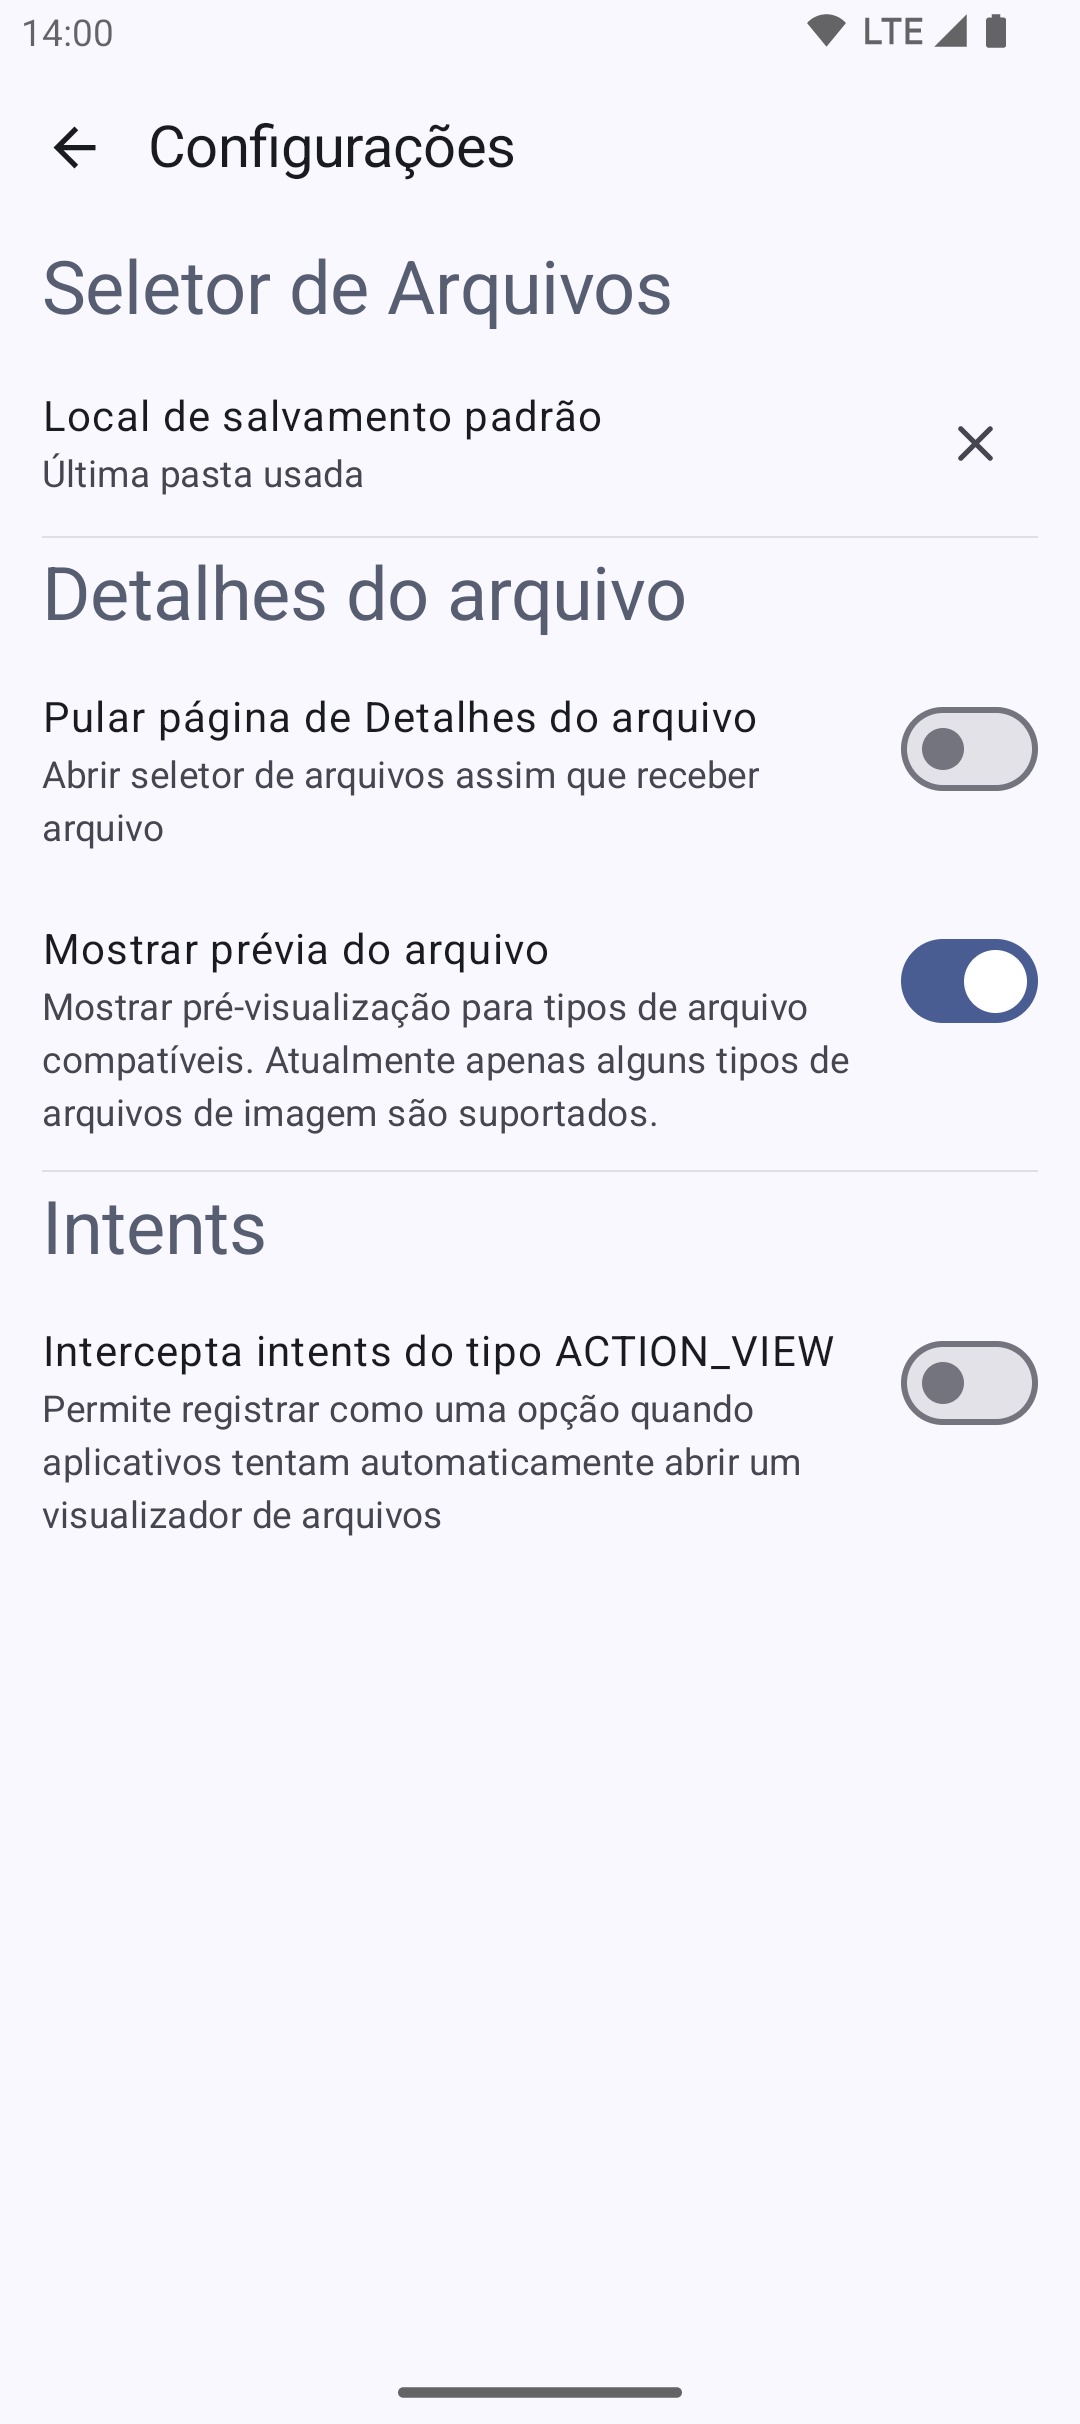 14:00
LTE
Configurações
Seletor de Arquivos
Local de salvamento padrão
Última pasta usada
Detalhes do arquivo
Pular página de Detalhes do arquivo
Abrir seletor de arquivos assim que receber
arquivo
Mostrar prévia do arquivo
Mostrar pré-visualização para tipos de arquivo
compatíveis. Atualmente apenas alguns tipos de
arquivos de imagem são suportados.
Intents
Intercepta intents do tipo ACTION_VIEW
Permite registrar como uma opção quando
aplicativos tentam automaticamente abrir um
visualizador de arquivos